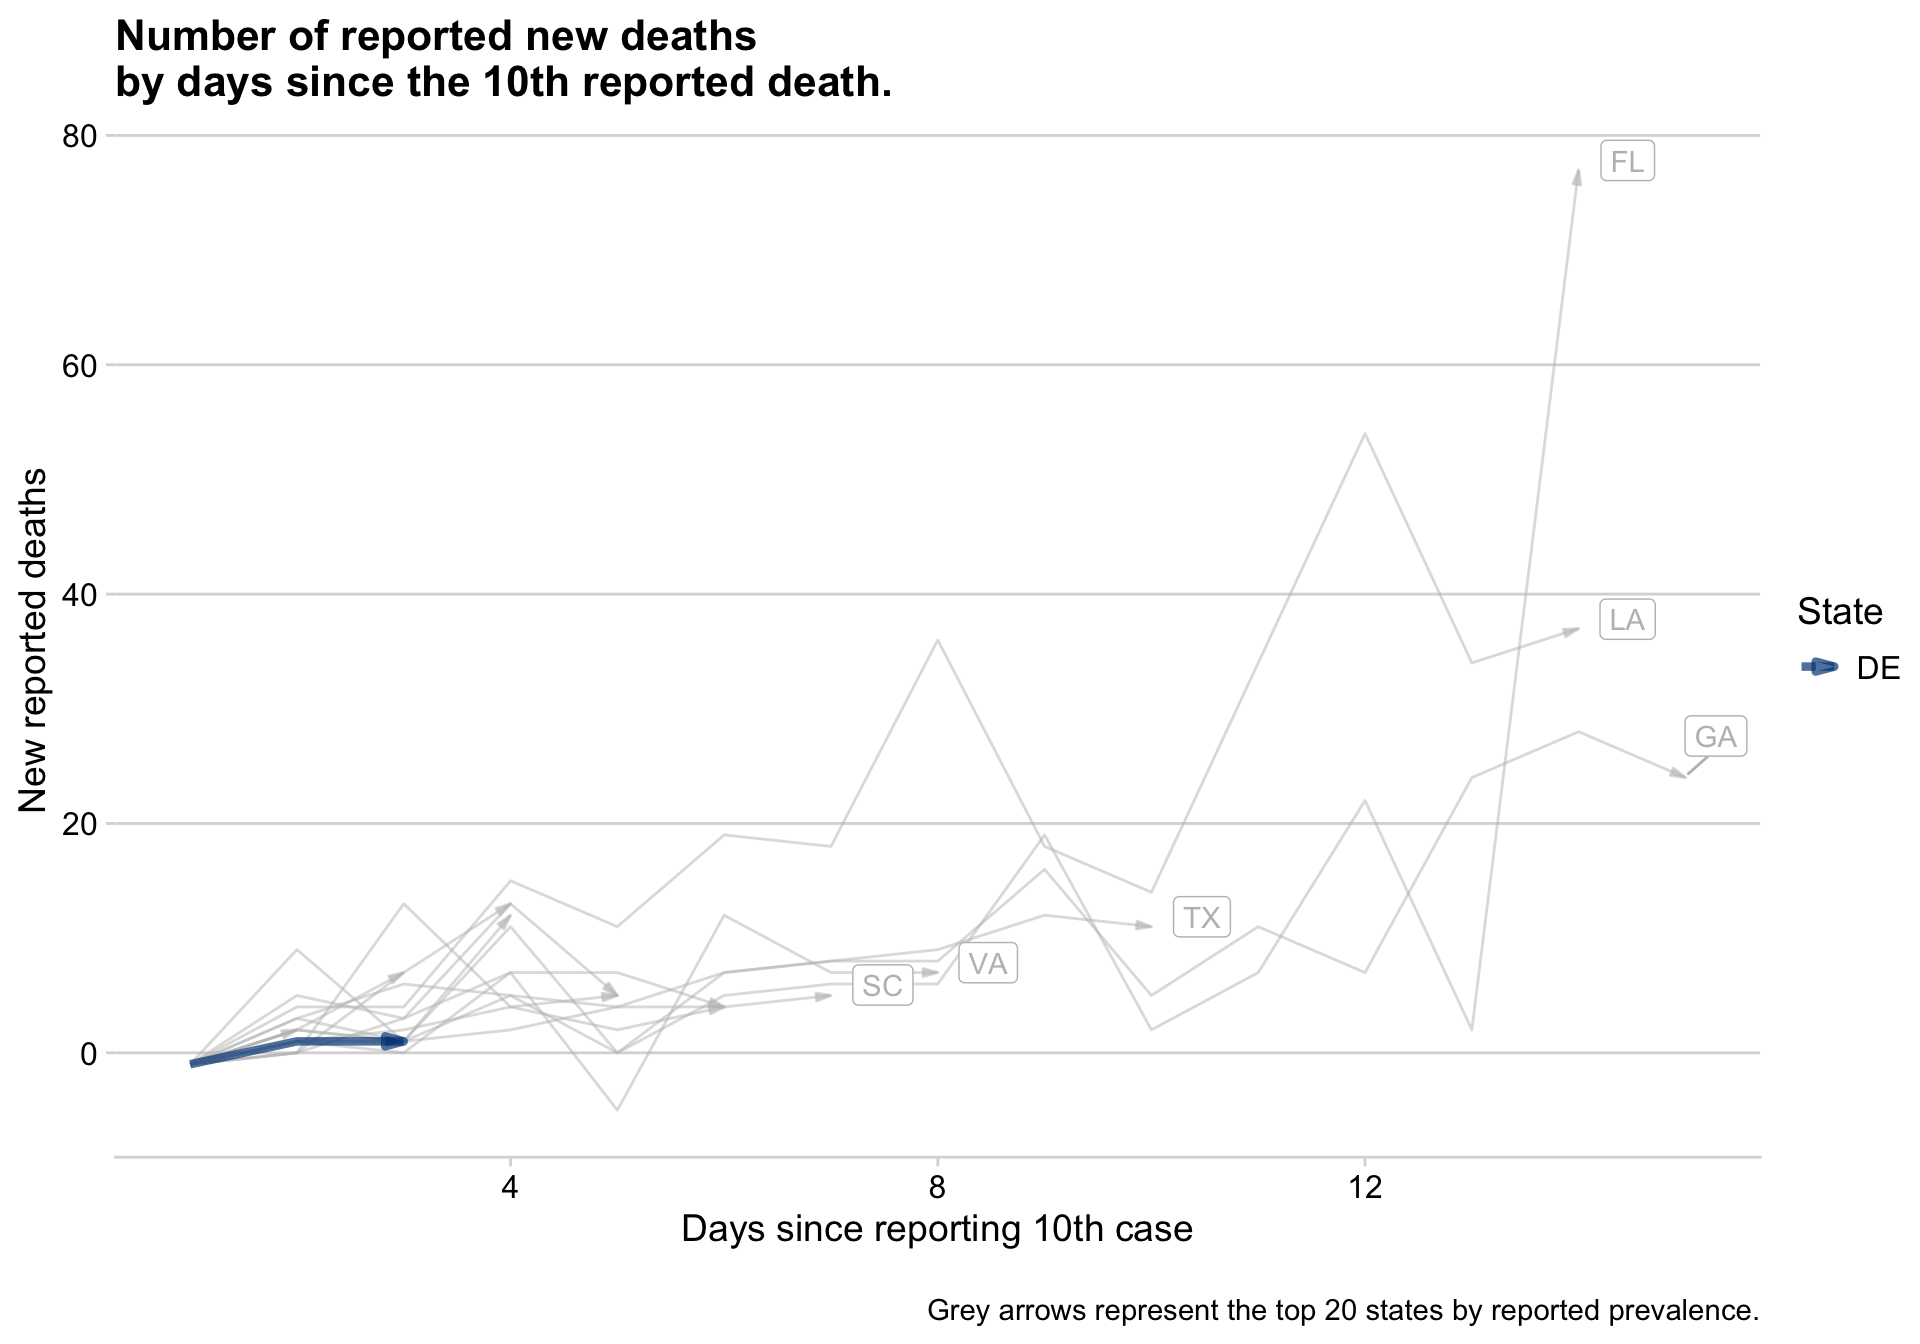 Number of reported new deaths
by days since the 10th reported death.
80
FL
60
New reported deaths
40
LA
State
DE
GA
20
TX
VA
SC
0
4 8 12
Days since reporting 10th case
Grey arrows represent the top 20 states by reported prevalence.